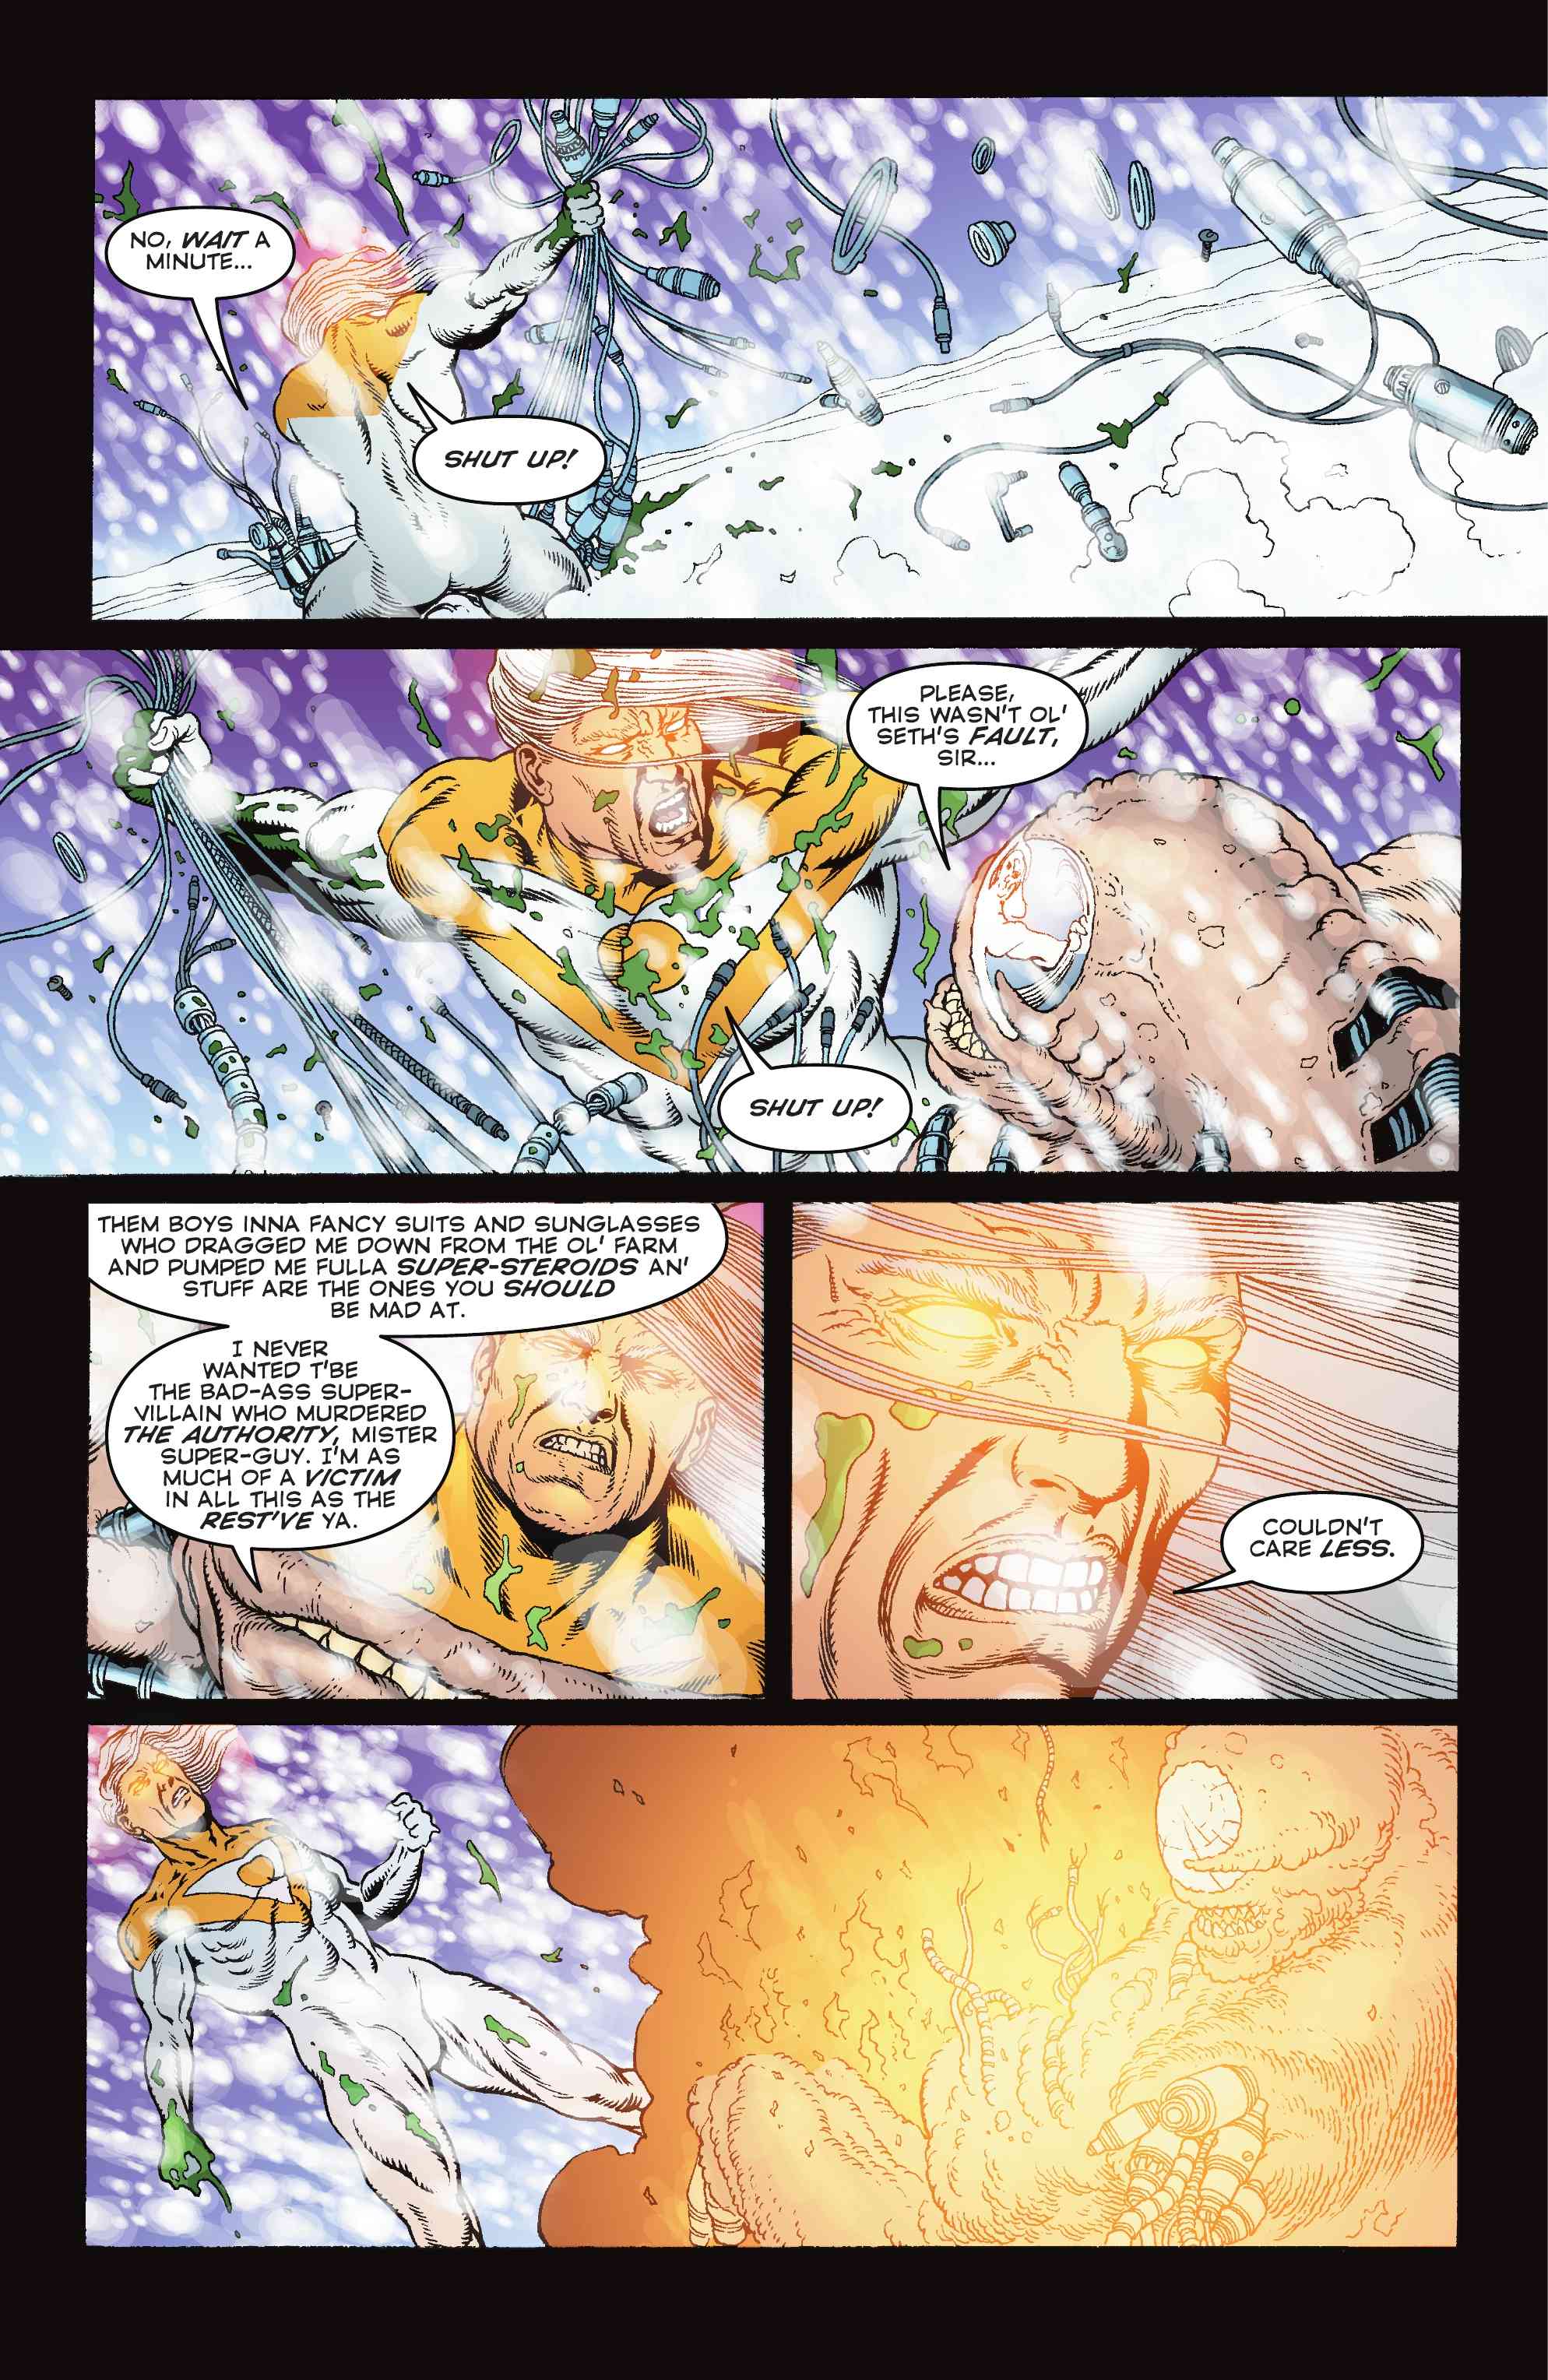 NO, WAIT A
MINUTE...
SHUT UP!
PLEASE,
THIS WASN'T OL'
SETH'S FAULT,
SIR...
SHUT UP!
THEM BOYS INNA FANCY SUITS AND SUNGLASSES
WHO DRAGGED ME DOWN FROM THE OL' FARM
AND PUMPED ME FULLA SUPER-STEROIDS AN'
STUFF ARE THE ONES YOU SHOULD
BE MAD AT.
I NEVER
WANTED T'BE
THE BAD-ASS SUPER-
VILLAIN WHO MURDERED
THE AUTHORITY, MISTER
SUPER-GUY. I'M AS
MUCH OF A VICTIM
IN ALL THIS AS THE
REST'VE YA.
COULDN'T
CARE LESS.